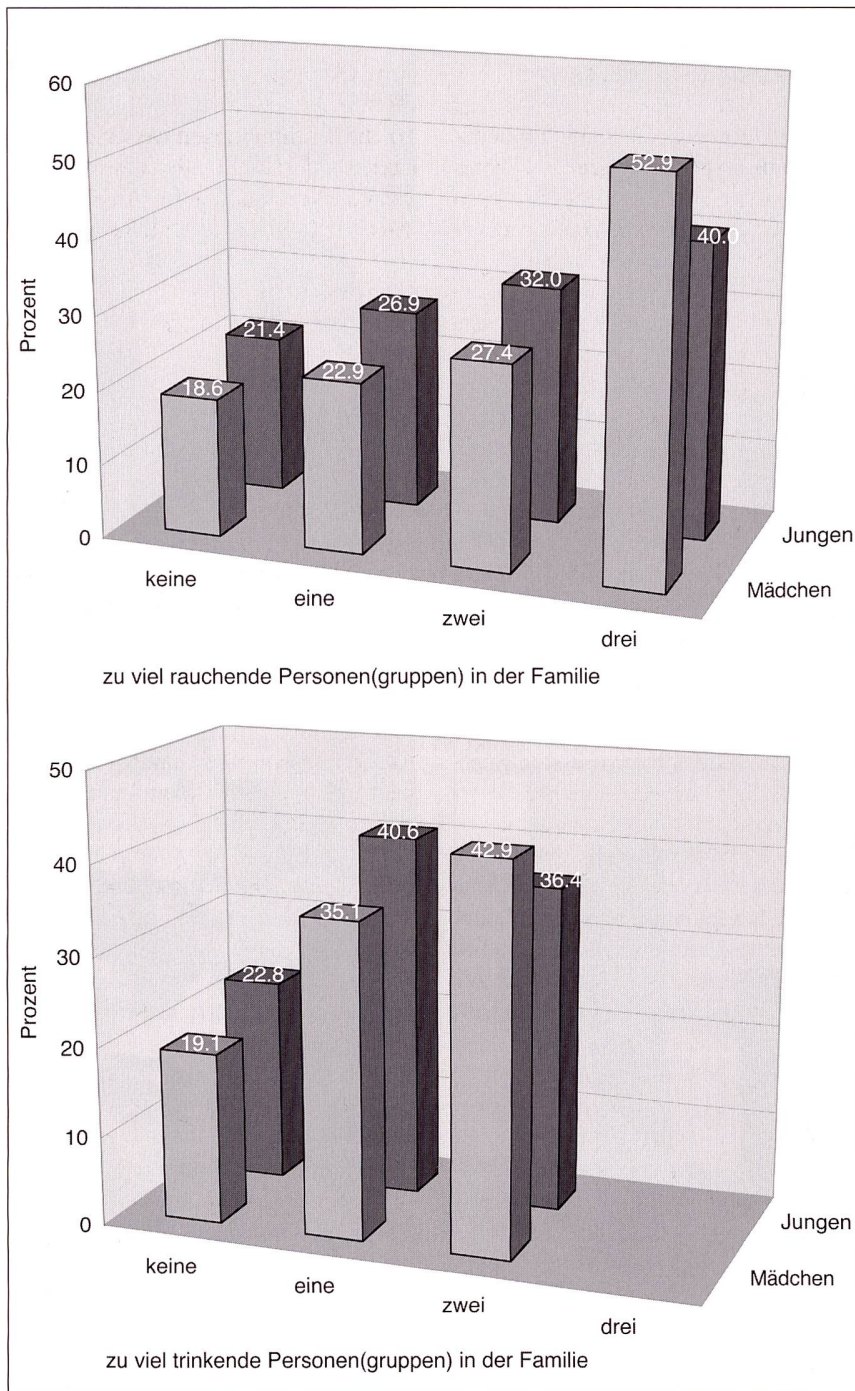 60
50
40
30
20
10
0
Prozent
18.6
21.4
22.9
26.9
27.4
32.0
52.9
40.0
keine
eine
zwei
drei
Jungen
Mädchen
zu viel rauchende Personen(gruppen) in der Familie
50
40
30
20
10
0
Prozent
19.1
22.8
35.1
40.6
42.9
36.4
keine
eine
zwei
drei
Jungen
Mädchen
zu viel trinkende Personen(gruppen) in der Familie